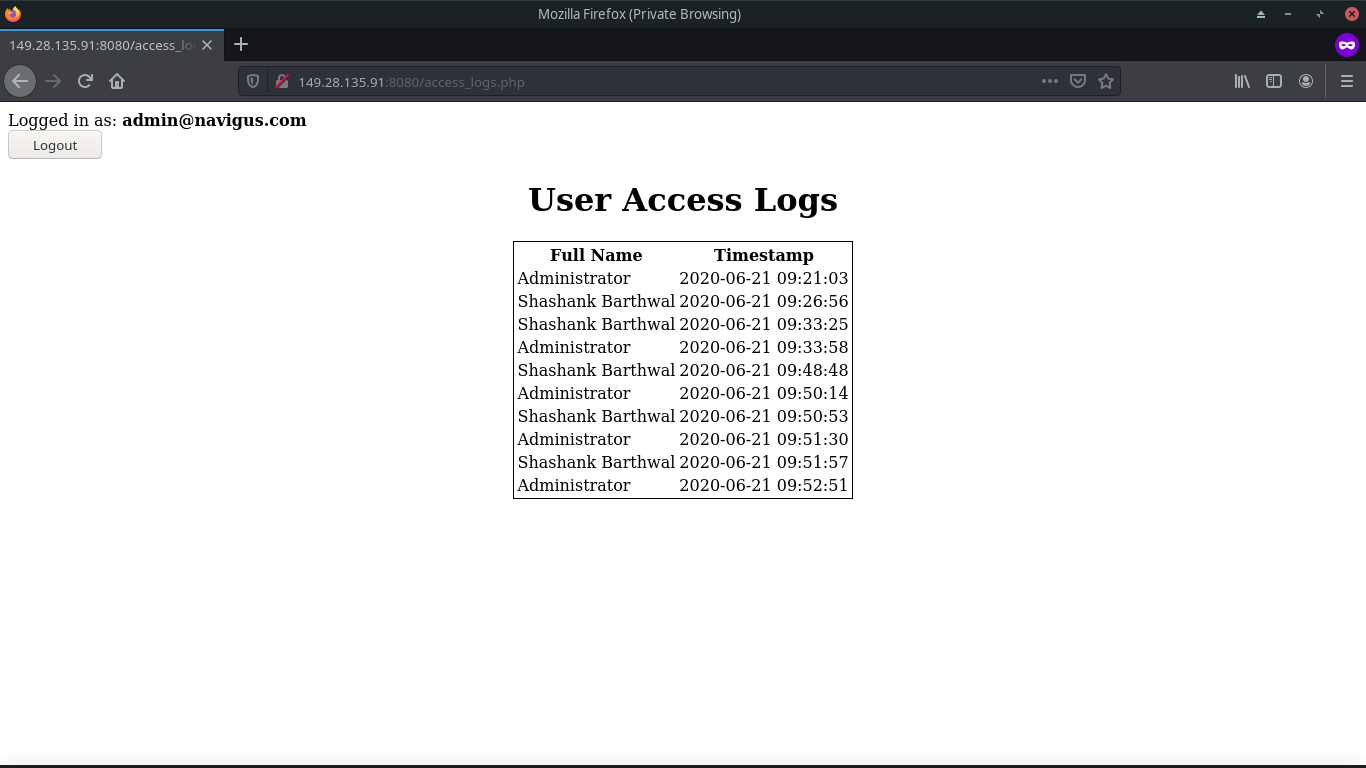 Mozilla Firefox (Private Browsing)
149.28.135.91:8080/access_lo
149.28.135.91:8080/access_logs.php
Logged in as: admin@navigus.com
Logout
User Access Logs
Full Name Timestamp
Administrator 2020-06-21 09:21:03
Shashank Barthwal 2020-06-21 09:26:56
Shashank Barthwal 2020-06-21 09:33:25
Administrator 2020-06-21 09:33:58
Shashank Barthwal 2020-06-21 09:48:48
Administrator 2020-06-21 09:50:14
Shashank Barthwal 2020-06-21 09:50:53
Administrator 2020-06-21 09:51:30
Shashank Barthwal 2020-06-21 09:51:57
Administrator 2020-06-21 09:52:51